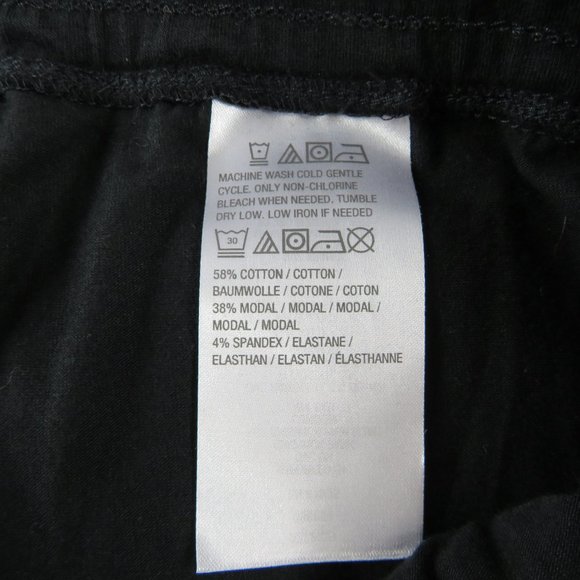 MACHINE WASH COLD GENTLE
CYCLE. ONLY NON-CHLORINE
BLEACH WHEN NEEDED. TUMBLE
DRY LOW. LOW IRON IF NEEDED
30
58% COTTON / COTTON /
BAUMWOLLE / COTONE / COTON
38% MODAL / MODAL / MODAL /
MODAL / MODAL
4% SPANDEX / ELASTANE /
ELASTHAN / ELASTAN / ÉLASTHANNE